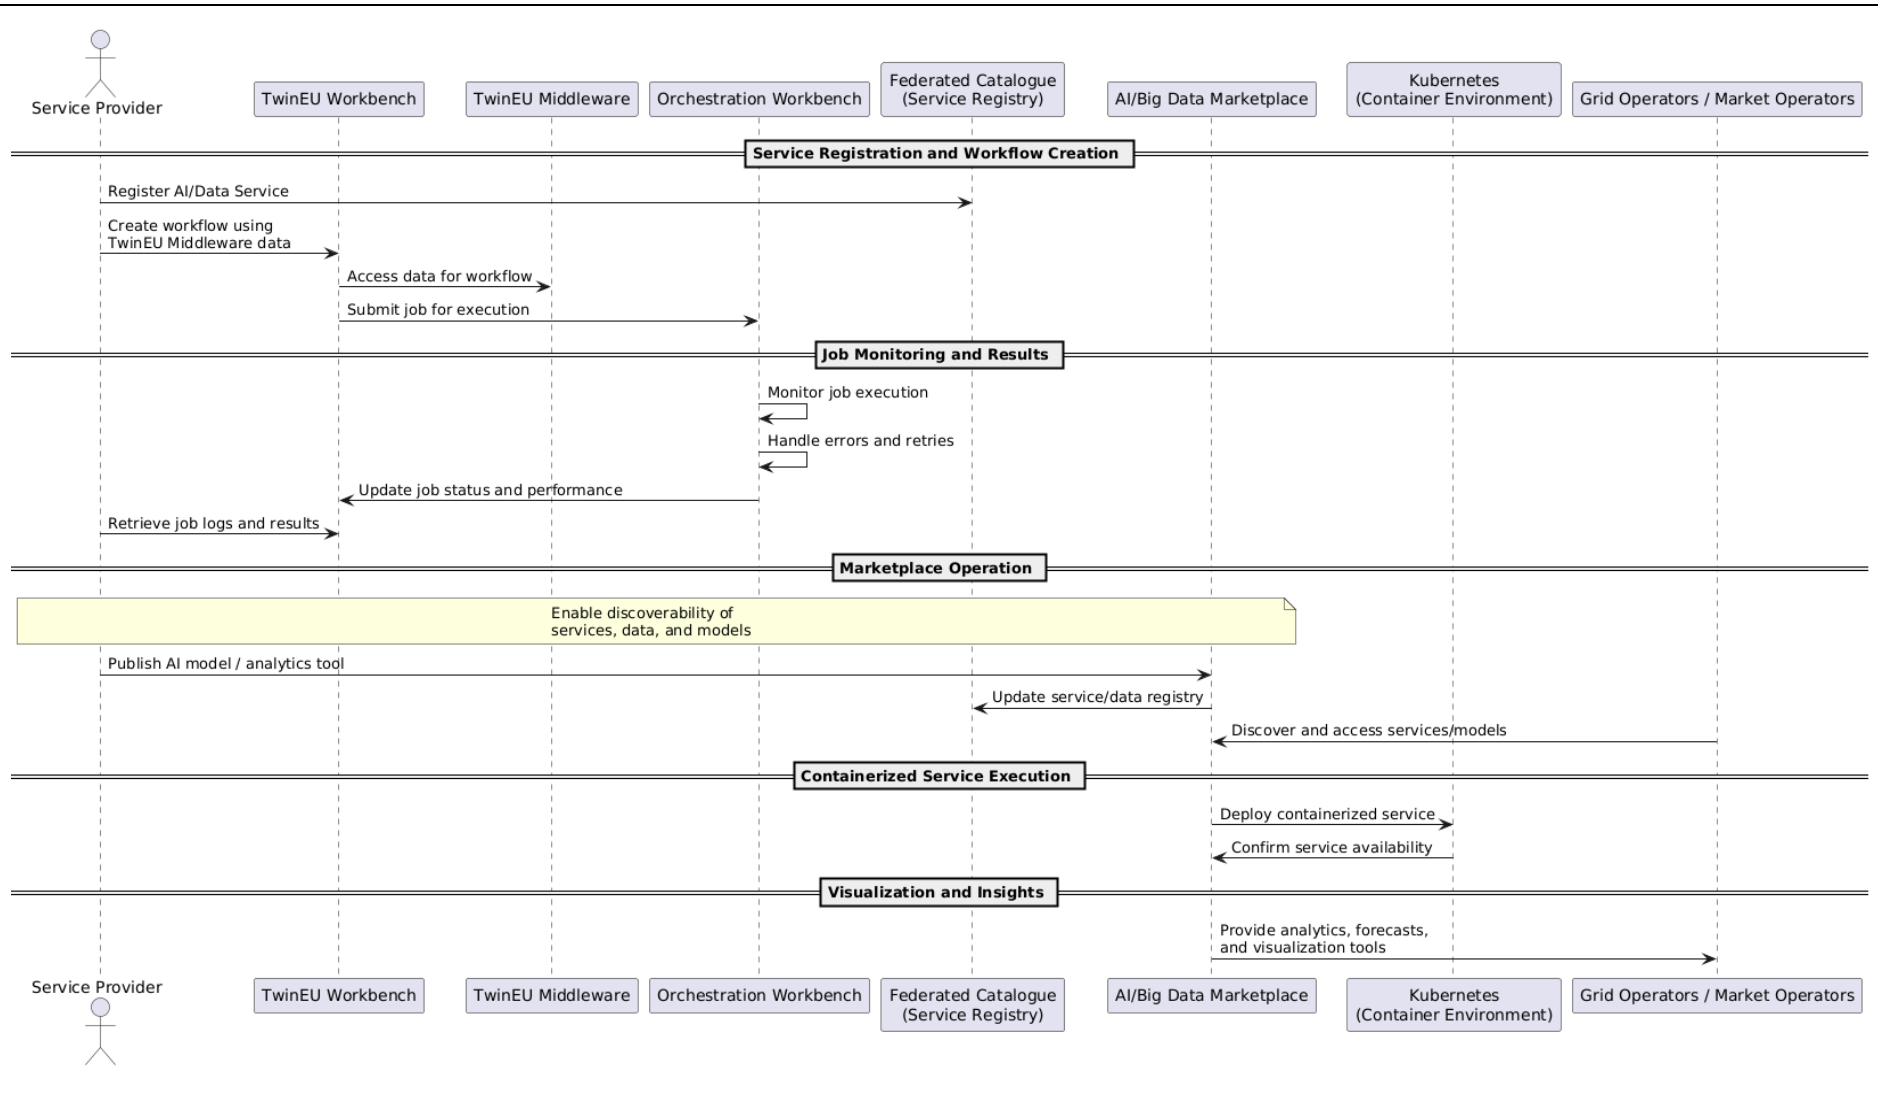 Service Provider
TwinEU Workbench
TwinEU Middleware
Orchestration Workbench
Federated Catalogue
(Service Registry)
AI/Big Data Marketplace
Kubernetes
(Container Environment)
Grid Operators / Market Operators
Service Registration and Workflow Creation
Register AI/Data Service
Create workflow using
TwinEU Middleware data
Access data for workflow
Submit job for execution
Job Monitoring and Results
Monitor job execution
Handle errors and retries
Update job status and performance
Retrieve job logs and results
Marketplace Operation
Enable discoverability of
services, data, and models
Publish AI model / analytics tool
Update service/data registry
Discover and access services/models
Containerized Service Execution
Deploy containerized service
Confirm service availability
Visualization and Insights
Provide analytics, forecasts,
and visualization tools
Service Provider
TwinEU Workbench
TwinEU Middleware
Orchestration Workbench
Federated Catalogue
(Service Registry)
AI/Big Data Marketplace
Kubernetes
(Container Environment)
Grid Operators / Market Operators